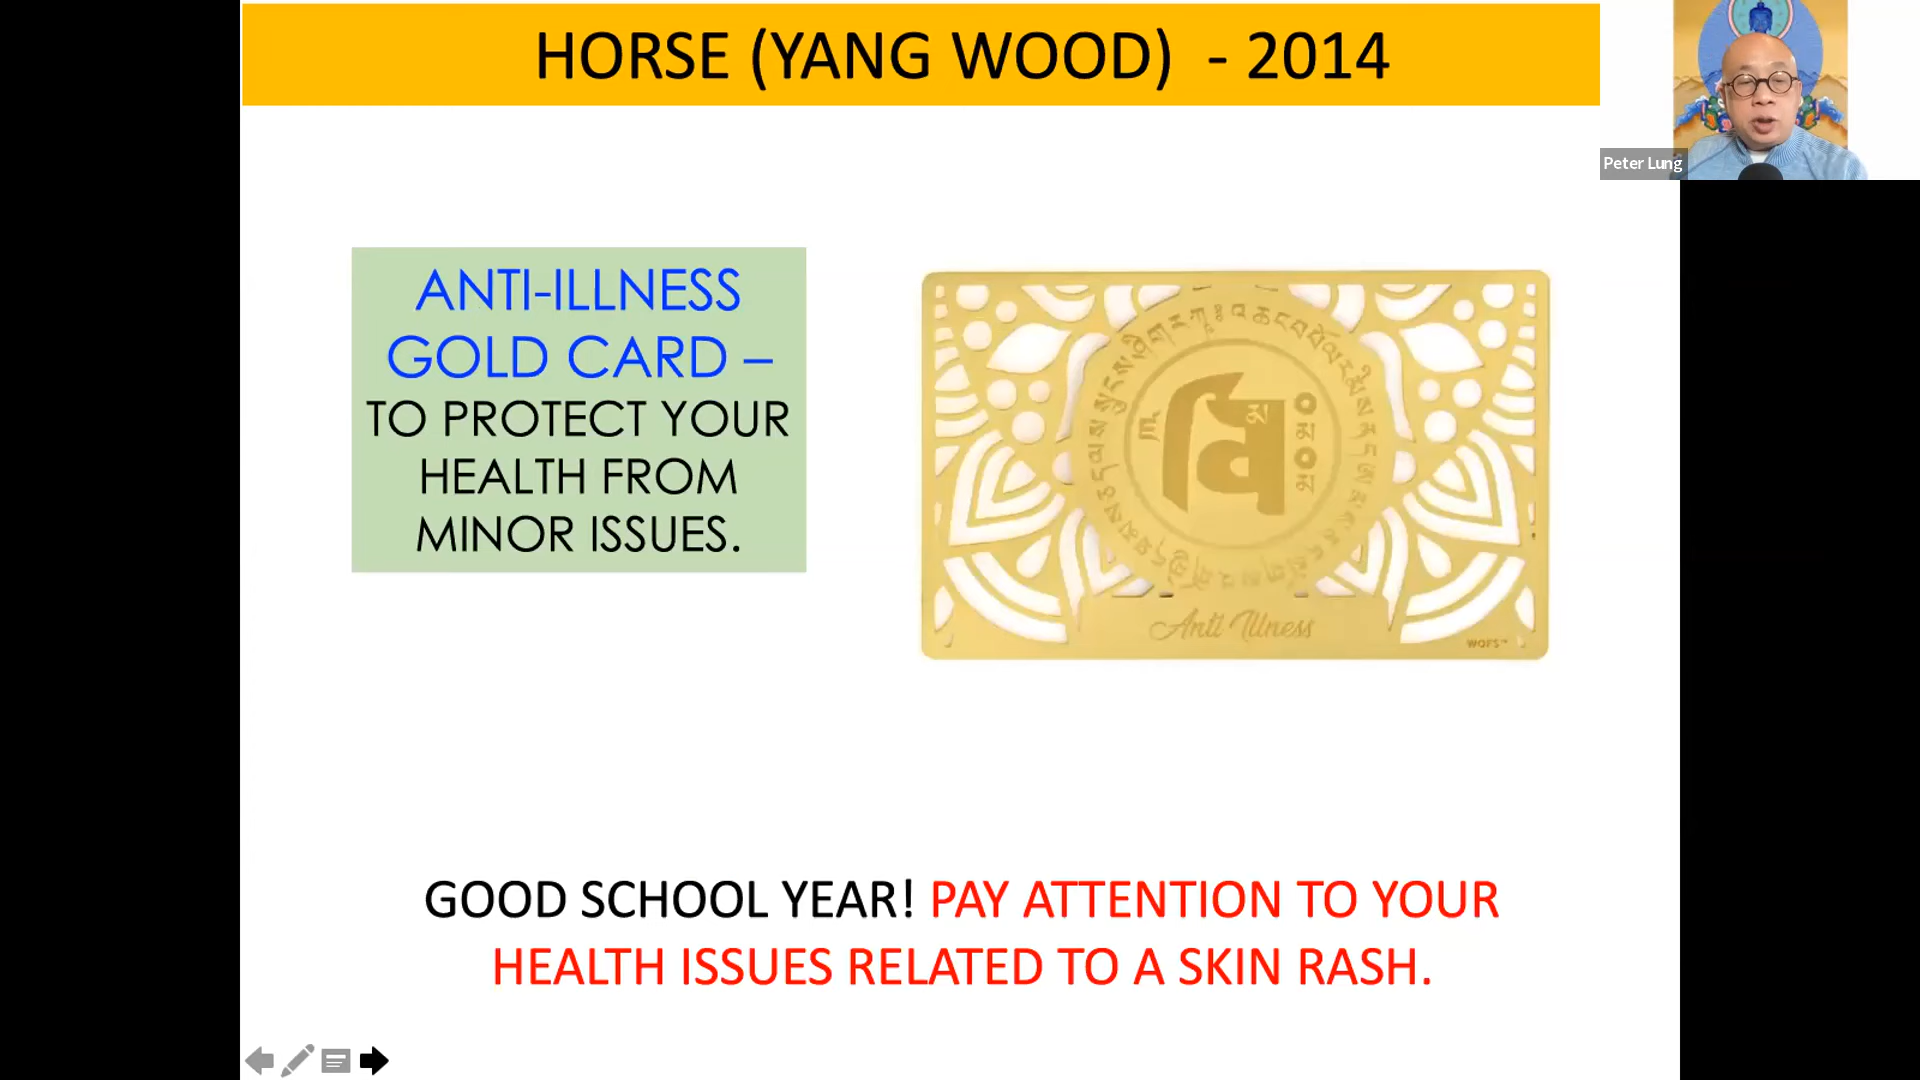 HORSE (YANG WOOD)  - 2014
Peter Lung
ANTI-ILLNESS
GOLD CARD –
TO PROTECT YOUR
HEALTH FROM
MINOR ISSUES.
Anti Illness
WOFS™
GOOD SCHOOL YEAR! PAY ATTENTION TO YOUR
HEALTH ISSUES RELATED TO A SKIN RASH.